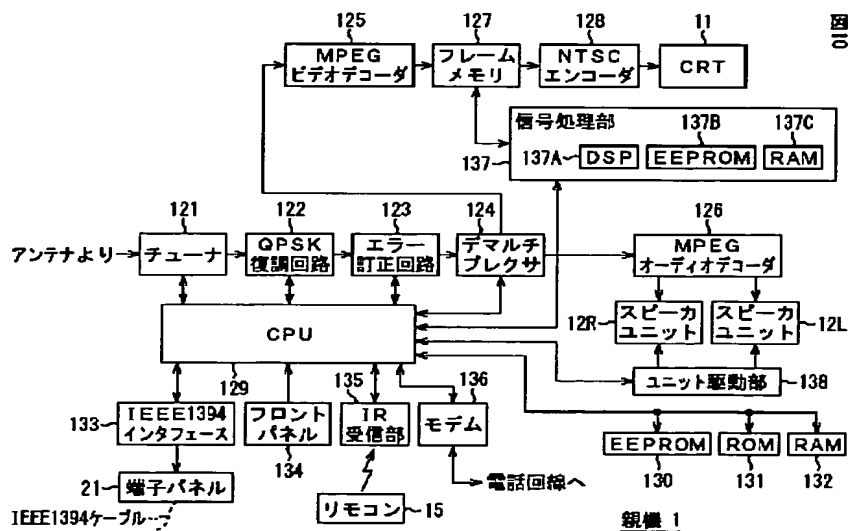 図10
125
127
128
11
MPEG
ビデオデコーダ
フレーム
メモリ
NTSC
エンコーダ
CRT
信号処理部
137B
137C
137A
DSP
EEPROM
RAM
137
121
122
123
124
126
アンテナより
チューナ
QPSK
復調回路
エラー
訂正回路
デマルチ
プレクサ
MPEG
オーディオデコーダ
CPU
12R
スピーカ
ユニット
スピーカ
ユニット
12L
129
135
136
ユニット駆動部
138
133
IEEE1394
インタフェース
フロント
パネル
134
IR
受信部
モデム
EEPROM
130
ROM
131
RAM
132
21
端子パネル
電話回線へ
リモコン
15
IEEE1394ケーブル
親機 1